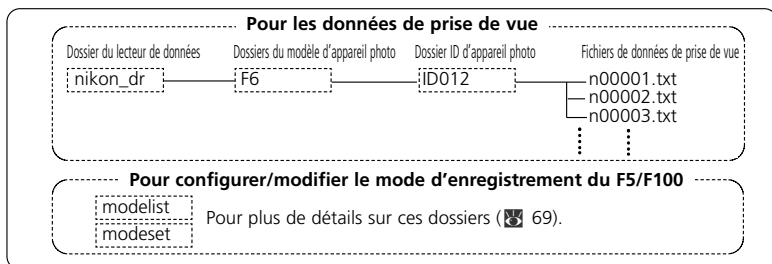 Pour les données de prise de vue
Dossier du lecteur de données Dossiers du modèle d'appareil photo Dossier ID d'appareil photo Fichiers de données de prise de vue
nikon_dr F6 ID012 n00001.txt
n00002.txt
n00003.txt
Pour configurer/modifier le mode d'enregistrement du F5/F100
modelist
Pour plus de détails sur ces dossiers ( 69).
modeset